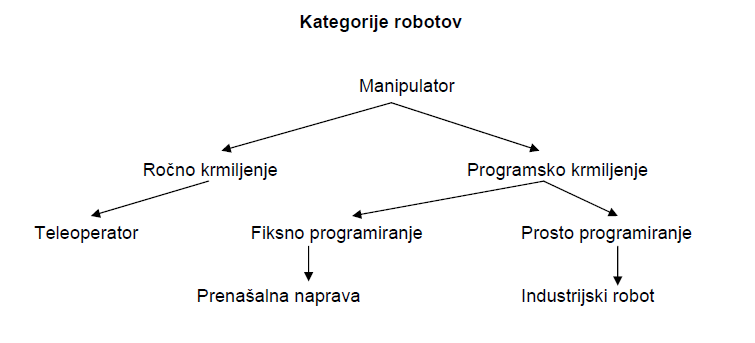 Kategorije robotov
Manipulator
Ročno krmiljenje
Programsko krmiljenje
Teleoperator
Fiksno programiranje
Prosto programiranje
Prenašalna naprava
Industrijski robot